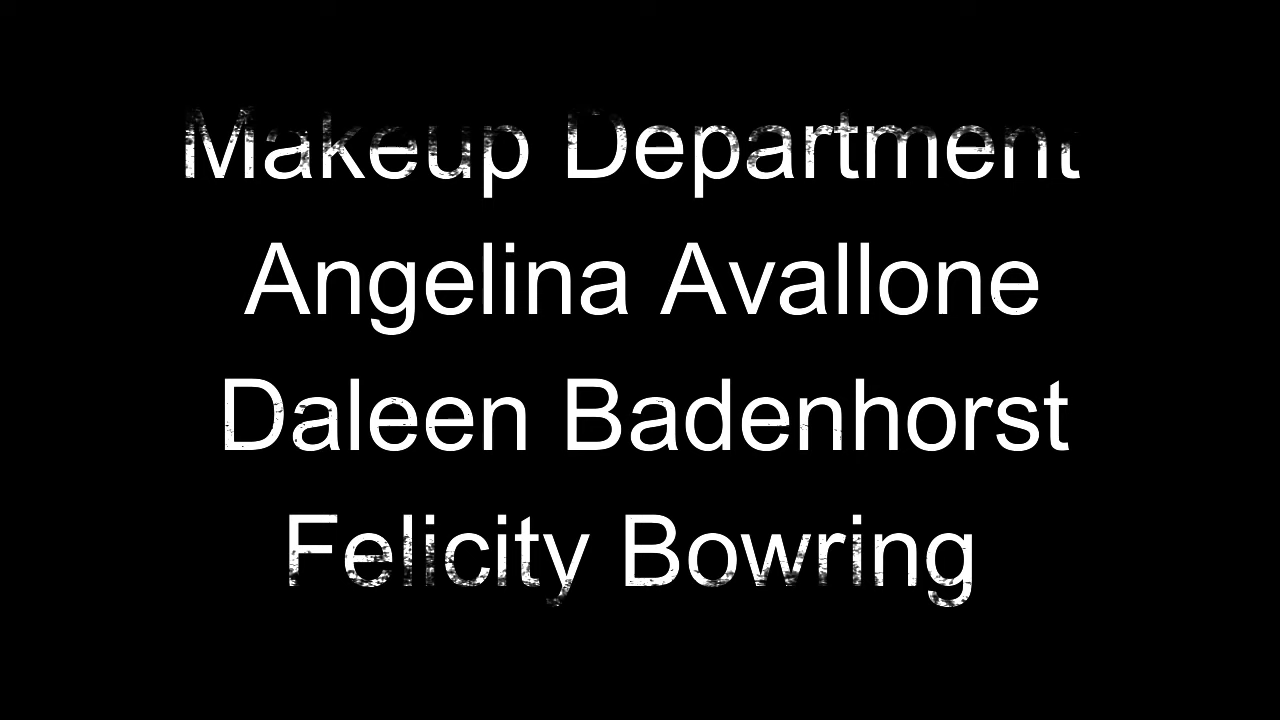 Makeup Department
Angelina Avallone
Daleen Badenhorst
Felicity Bowring